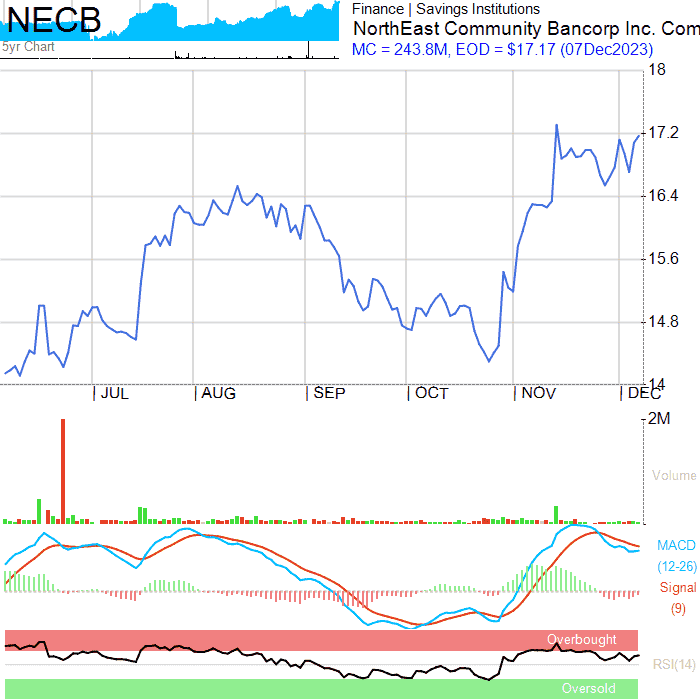 NECB
5yr Chart
Finance | Savings Institutions
NorthEast Community Bancorp Inc. Com
MC = 243.8M, EOD = $17.17 (07Dec2023)
18
17.2
16.4
15.6
14.8
14
JUL AUG SEP OCT NOV DEC
2M
Volume
MACD
(12-26)
Signal
(9)
Overbought
RSI(14)
Oversold